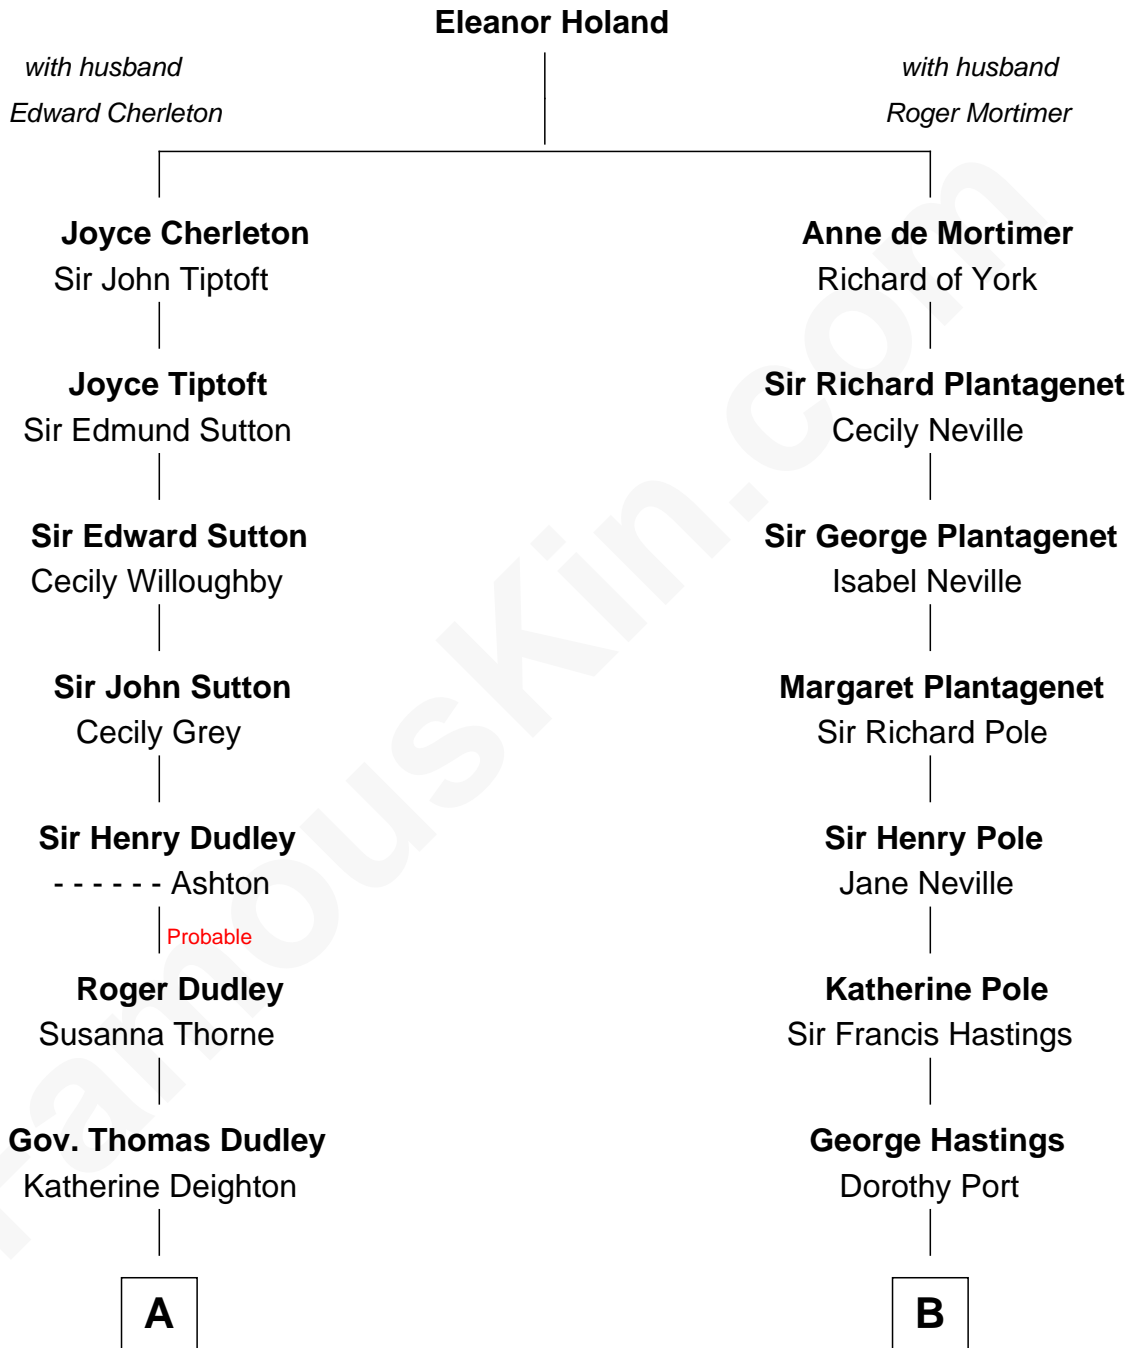 Eleanor Holand
with husband
Edward Cherleton
with husband
Roger Mortimer
Joyce Cherleton
Sir John Tiptoft
Anne de Mortimer
Richard of York
Joyce Tiptoft
Sir Edmund Sutton
Sir Richard Plantagenet
Cecily Neville
Sir Edward Sutton
Cecily Willoughby
Sir George Plantagenet
Isabel Neville
Sir John Sutton
Cecily Grey
Margaret Plantagenet
Sir Richard Pole
Sir Henry Dudley
- - - - - - Ashton
Probable
Sir Henry Pole
Jane Neville
Roger Dudley
Susanna Thorne
Katherine Pole
Sir Francis Hastings
Gov. Thomas Dudley
Katherine Deighton
George Hastings
Dorothy Port
A
B
FamousKin.com